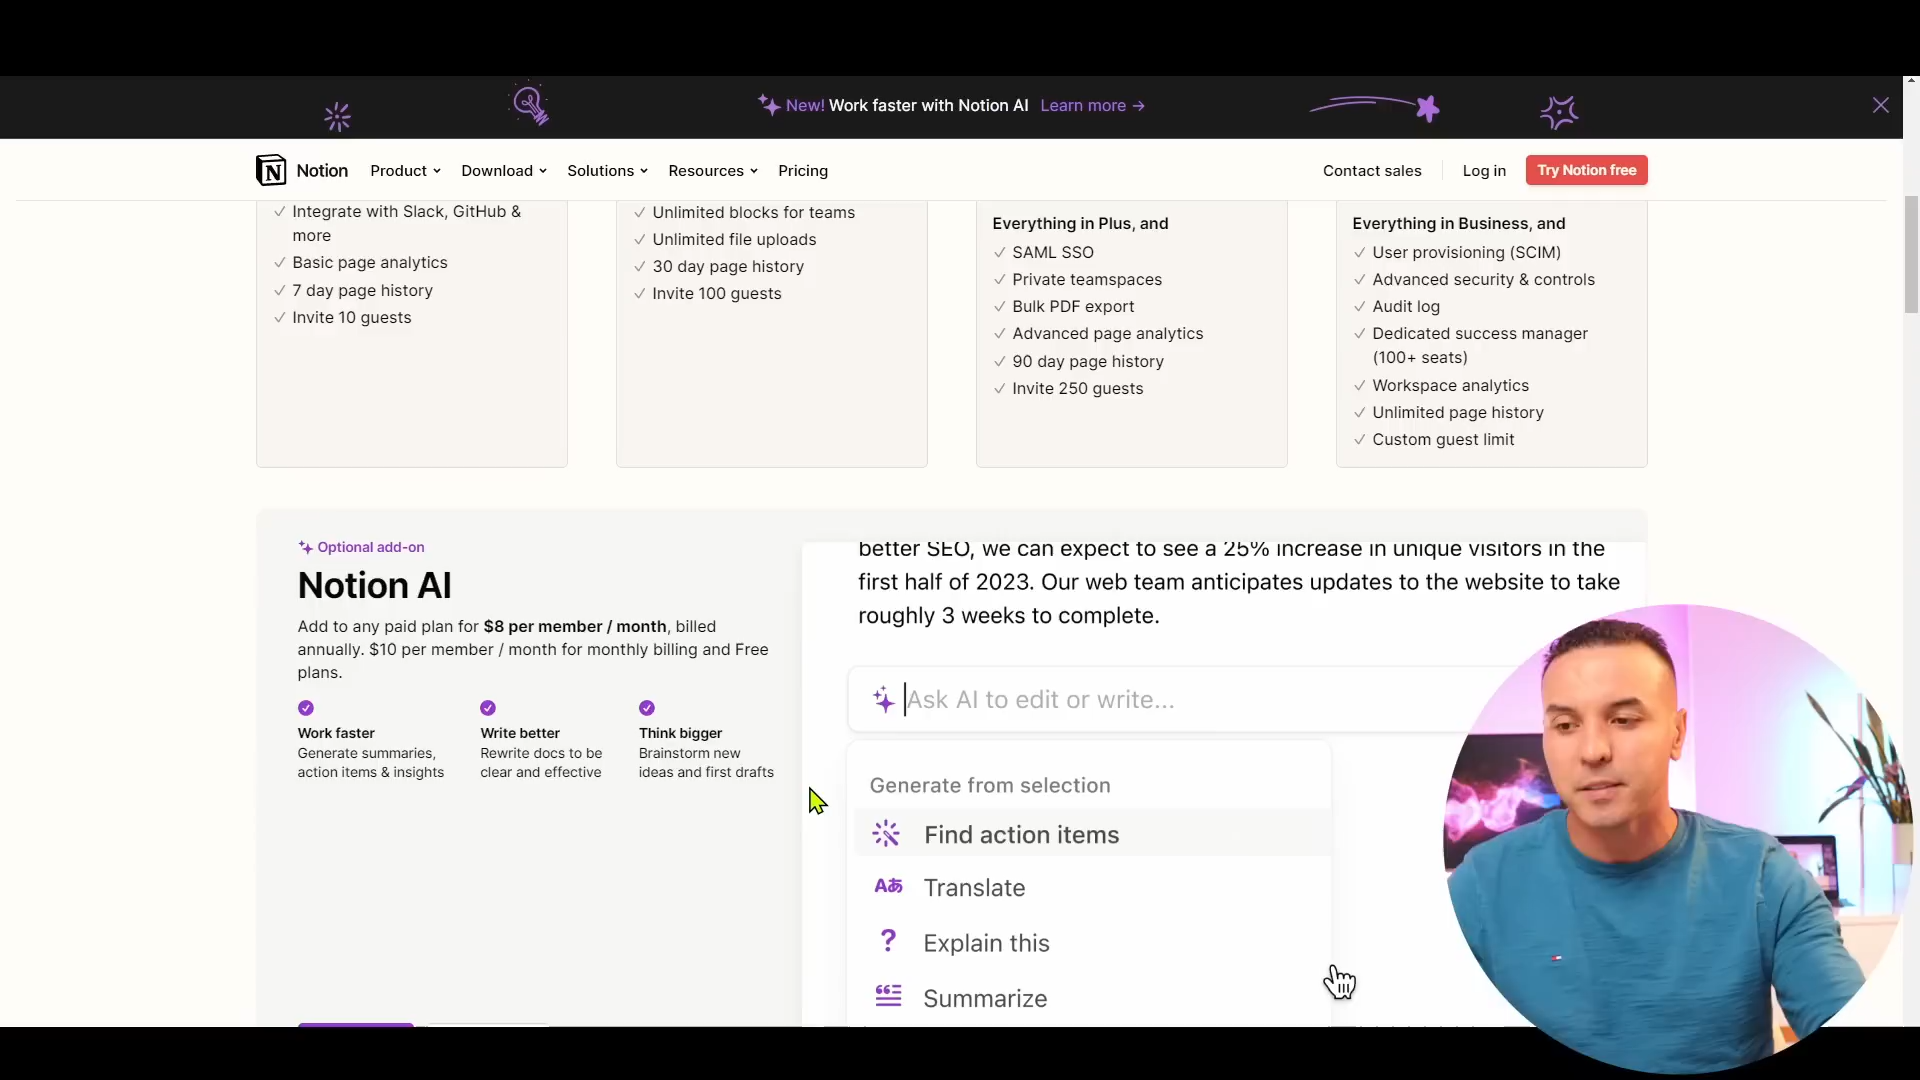 New! Work faster with Notion AI Learn more →
Notion Product Download Solutions Resources Pricing Contact sales Log in Try Notion free
Integrate with Slack, GitHub &
more
Basic page analytics
7 day page history
Invite 10 guests
Unlimited blocks for teams
Unlimited file uploads
30 day page history
Invite 100 guests
Everything in Plus, and
SAML SSO
Private teamspaces
Bulk PDF export
Advanced page analytics
90 day page history
Invite 250 guests
Everything in Business, and
User provisioning (SCIM)
Advanced security & controls
Audit log
Dedicated success manager
(100+ seats)
Workspace analytics
Unlimited page history
Custom guest limit
Optional add-on
Notion AI
Add to any paid plan for $8 per member / month, billed
annually. $10 per member / month for monthly billing and Free
plans.
Work faster
Generate summaries,
action items & insights
Write better
Rewrite docs to be
clear and effective
Think bigger
Brainstorm new
ideas and first drafts
better SEO, we can expect to see a 25% increase in unique visitors in the
first half of 2023. Our web team anticipates updates to the website to take
roughly 3 weeks to complete.
Ask AI to edit or write...
Generate from selection
Find action items
Translate
Explain this
Summarize